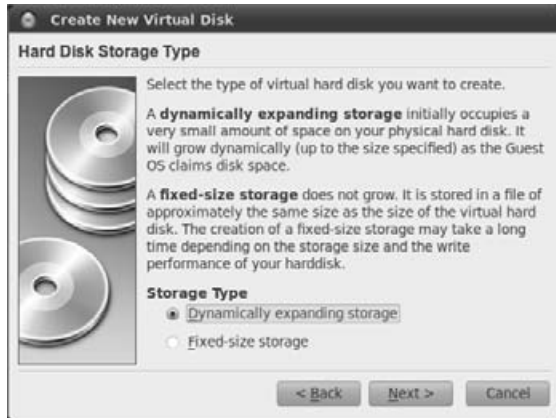 Create New Virtual Disk
Hard Disk Storage Type
Select the type of virtual hard disk you want to create.
A dynamically expanding storage initially occupies a
very small amount of space on your physical hard disk. It
will grow dynamically (up to the size specified) as the Guest
OS claims disk space.
A fixed-size storage does not grow. It is stored in a file of
approximately the same size as the size of the virtual hard
disk. The creation of a fixed-size storage may take a long
time depending on the storage size and the write
performance of your harddisk.
Storage Type
Dynamically expanding storage
Fixed-size storage
< Back
Next >
Cancel